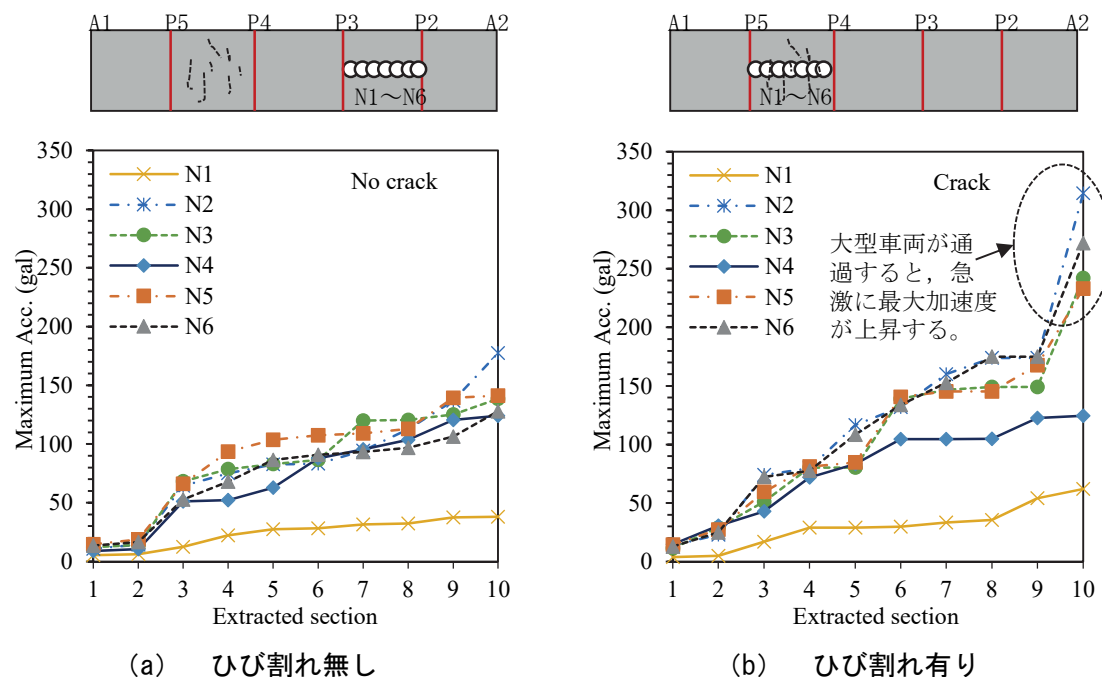 A1 P5 P4 P3 P2 A2
N1～N6
350
300
250
200
150
100
50
0
Maximum Acc. (gal)
N1
N2
N3
N4
N5
N6
No crack
1 2 3 4 5 6 7 8 9 10
Extracted section
(a) ひび割れ無し
A1 P5 P4 P3 P2 A2
N1～N6
350
300
250
200
150
100
50
0
Maximum Acc. (gal)
N1
N2
N3
N4
N5
N6
Crack
大型車両が通
過すると，急
激に最大加速度
が上昇する。
1 2 3 4 5 6 7 8 9 10
Extracted section
(b) ひび割れ有り